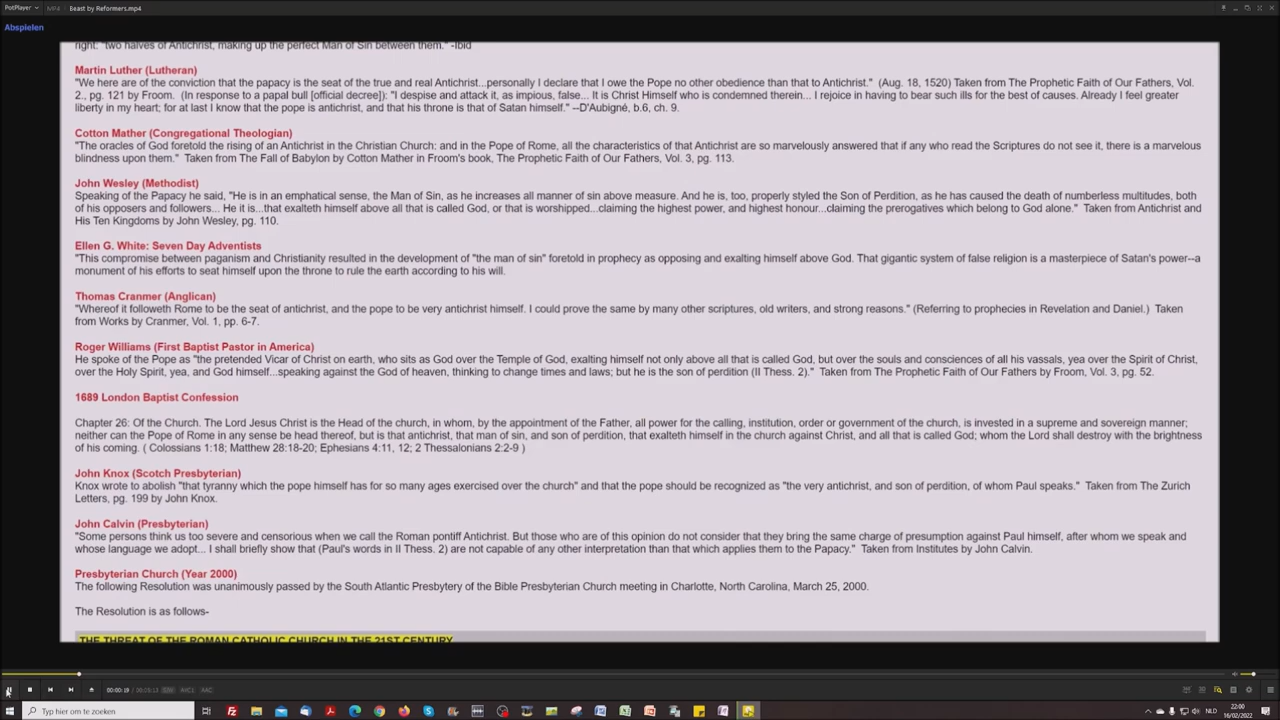 PotPlayer MP4 Beast by Reformers.mp4
Abspielen
right: "two halves of Antichrist, making up the perfect Man of Sin between them." -Ibid
Martin Luther (Lutheran)
"We here are of the conviction that the papacy is the seat of the true and real Antichrist...personally I declare that I owe the Pope no other obedience than that to Antichrist." (Aug. 18, 1520) Taken from The Prophetic Faith of Our Fathers, Vol.
2., pg. 121 by Froom. (In response to a papal bull [official decree]): "I despise and attack it, as impious, false... It is Christ Himself who is condemned therein... I rejoice in having to bear such ills for the best of causes. Already I feel greater
liberty in my heart; for at last I know that the pope is antichrist, and that his throne is that of Satan himself." --D'Aubigné, b.6, ch. 9.
Cotton Mather (Congregational Theologian)
"The oracles of God foretold the rising of an Antichrist in the Christian Church: and in the Pope of Rome, all the characteristics of that Antichrist are so marvelously answered that if any who read the Scriptures do not see it, there is a marvelous
blindness upon them." Taken from The Fall of Babylon by Cotton Mather in Froom's book, The Prophetic Faith of Our Fathers, Vol. 3, pg. 113.
John Wesley (Methodist)
Speaking of the Papacy he said, "He is in an emphatical sense, the Man of Sin, as he increases all manner of sin above measure. And he is, too, properly styled the Son of Perdition, as he has caused the death of numberless multitudes, both
of his opposers and followers... He it is...that exalteth himself above all that is called God, or that is worshipped...claiming the highest power, and highest honour...claiming the prerogatives which belong to God alone." Taken from Antichrist and
His Ten Kingdoms by John Wesley, pg. 110.
Ellen G. White: Seven Day Adventists
"This compromise between paganism and Christianity resulted in the development of "the man of sin" foretold in prophecy as opposing and exalting himself above God. That gigantic system of false religion is a masterpiece of Satan's power--a
monument of his efforts to seat himself upon the throne to rule the earth according to his will.
Thomas Cranmer (Anglican)
"Whereof it followeth Rome to be the seat of antichrist, and the pope to be very antichrist himself. I could prove the same by many other scriptures, old writers, and strong reasons." (Referring to prophecies in Revelation and Daniel.) Taken
from Works by Cranmer, Vol. 1, pp. 6-7.
Roger Williams (First Baptist Pastor in America)
He spoke of the Pope as "the pretended Vicar of Christ on earth, who sits as God over the Temple of God, exalting himself not only above all that is called God, but over the souls and consciences of all his vassals, yea over the Spirit of Christ,
over the Holy Spirit, yea, and God himself...speaking against the God of heaven, thinking to change times and laws; but he is the son of perdition (II Thess. 2)." Taken from The Prophetic Faith of Our Fathers by Froom, Vol. 3, pg. 52.
1689 London Baptist Confession
Chapter 26: Of the Church. The Lord Jesus Christ is the Head of the church, in whom, by the appointment of the Father, all power for the calling, institution, order or government of the church, is invested in a supreme and sovereign manner;
neither can the Pope of Rome in any sense be head thereof, but is that antichrist, that man of sin, and son of perdition, that exalteth himself in the church against Christ, and all that is called God; whom the Lord shall destroy with the brightness
of his coming. ( Colossians 1:18; Matthew 28:18-20; Ephesians 4:11, 12; 2 Thessalonians 2:2-9 )
John Knox (Scotch Presbyterian)
Knox wrote to abolish "that tyranny which the pope himself has for so many ages exercised over the church" and that the pope should be recognized as "the very antichrist, and son of perdition, of whom Paul speaks." Taken from The Zurich
Letters, pg. 199 by John Knox.
John Calvin (Presbyterian)
"Some persons think us too severe and censorious when we call the Roman pontiff Antichrist. But those who are of this opinion do not consider that they bring the same charge of presumption against Paul himself, after whom we speak and
whose language we adopt... I shall briefly show that (Paul's words in II Thess. 2) are not capable of any other interpretation than that which applies them to the Papacy." Taken from Institutes by John Calvin.
Presbyterian Church (Year 2000)
The following Resolution was unanimously passed by the South Atlantic Presbytery of the Bible Presbyterian Church meeting in Charlotte, North Carolina, March 25, 2000.
The Resolution is as follows-
THE THREAT OF THE ROMAN CATHOLIC CHURCH IN THE 21ST CENTURY
00:00:19 AVC1 AAC
Typ hier om te zoeken
NLD 22:00
16/02/2022